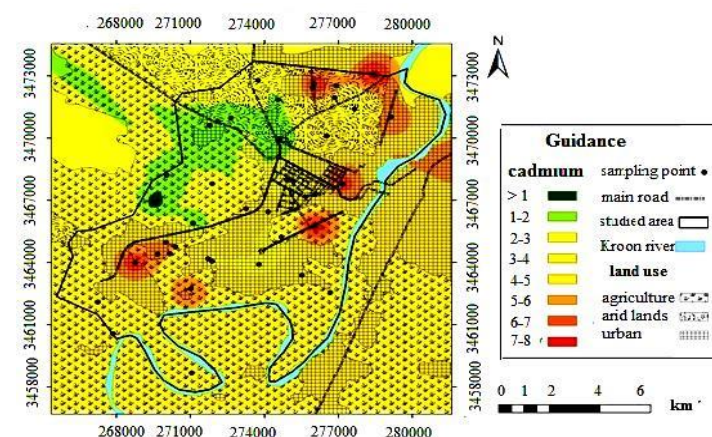 268000 271000 274000 277000 280000
N
3473000 3473000
3470000 3470000
3467000 3467000
3464000 3464000
3461000 3461000
3458000 3458000
268000 271000 274000 277000 280000
Guidance
cadmium sampling point
> 1 main road
1-2 studied area
2-3 Kroon river
3-4 land use
4-5
5-6 agriculture
6-7 arid lands
7-8 urban
0 1 2 4 6 km